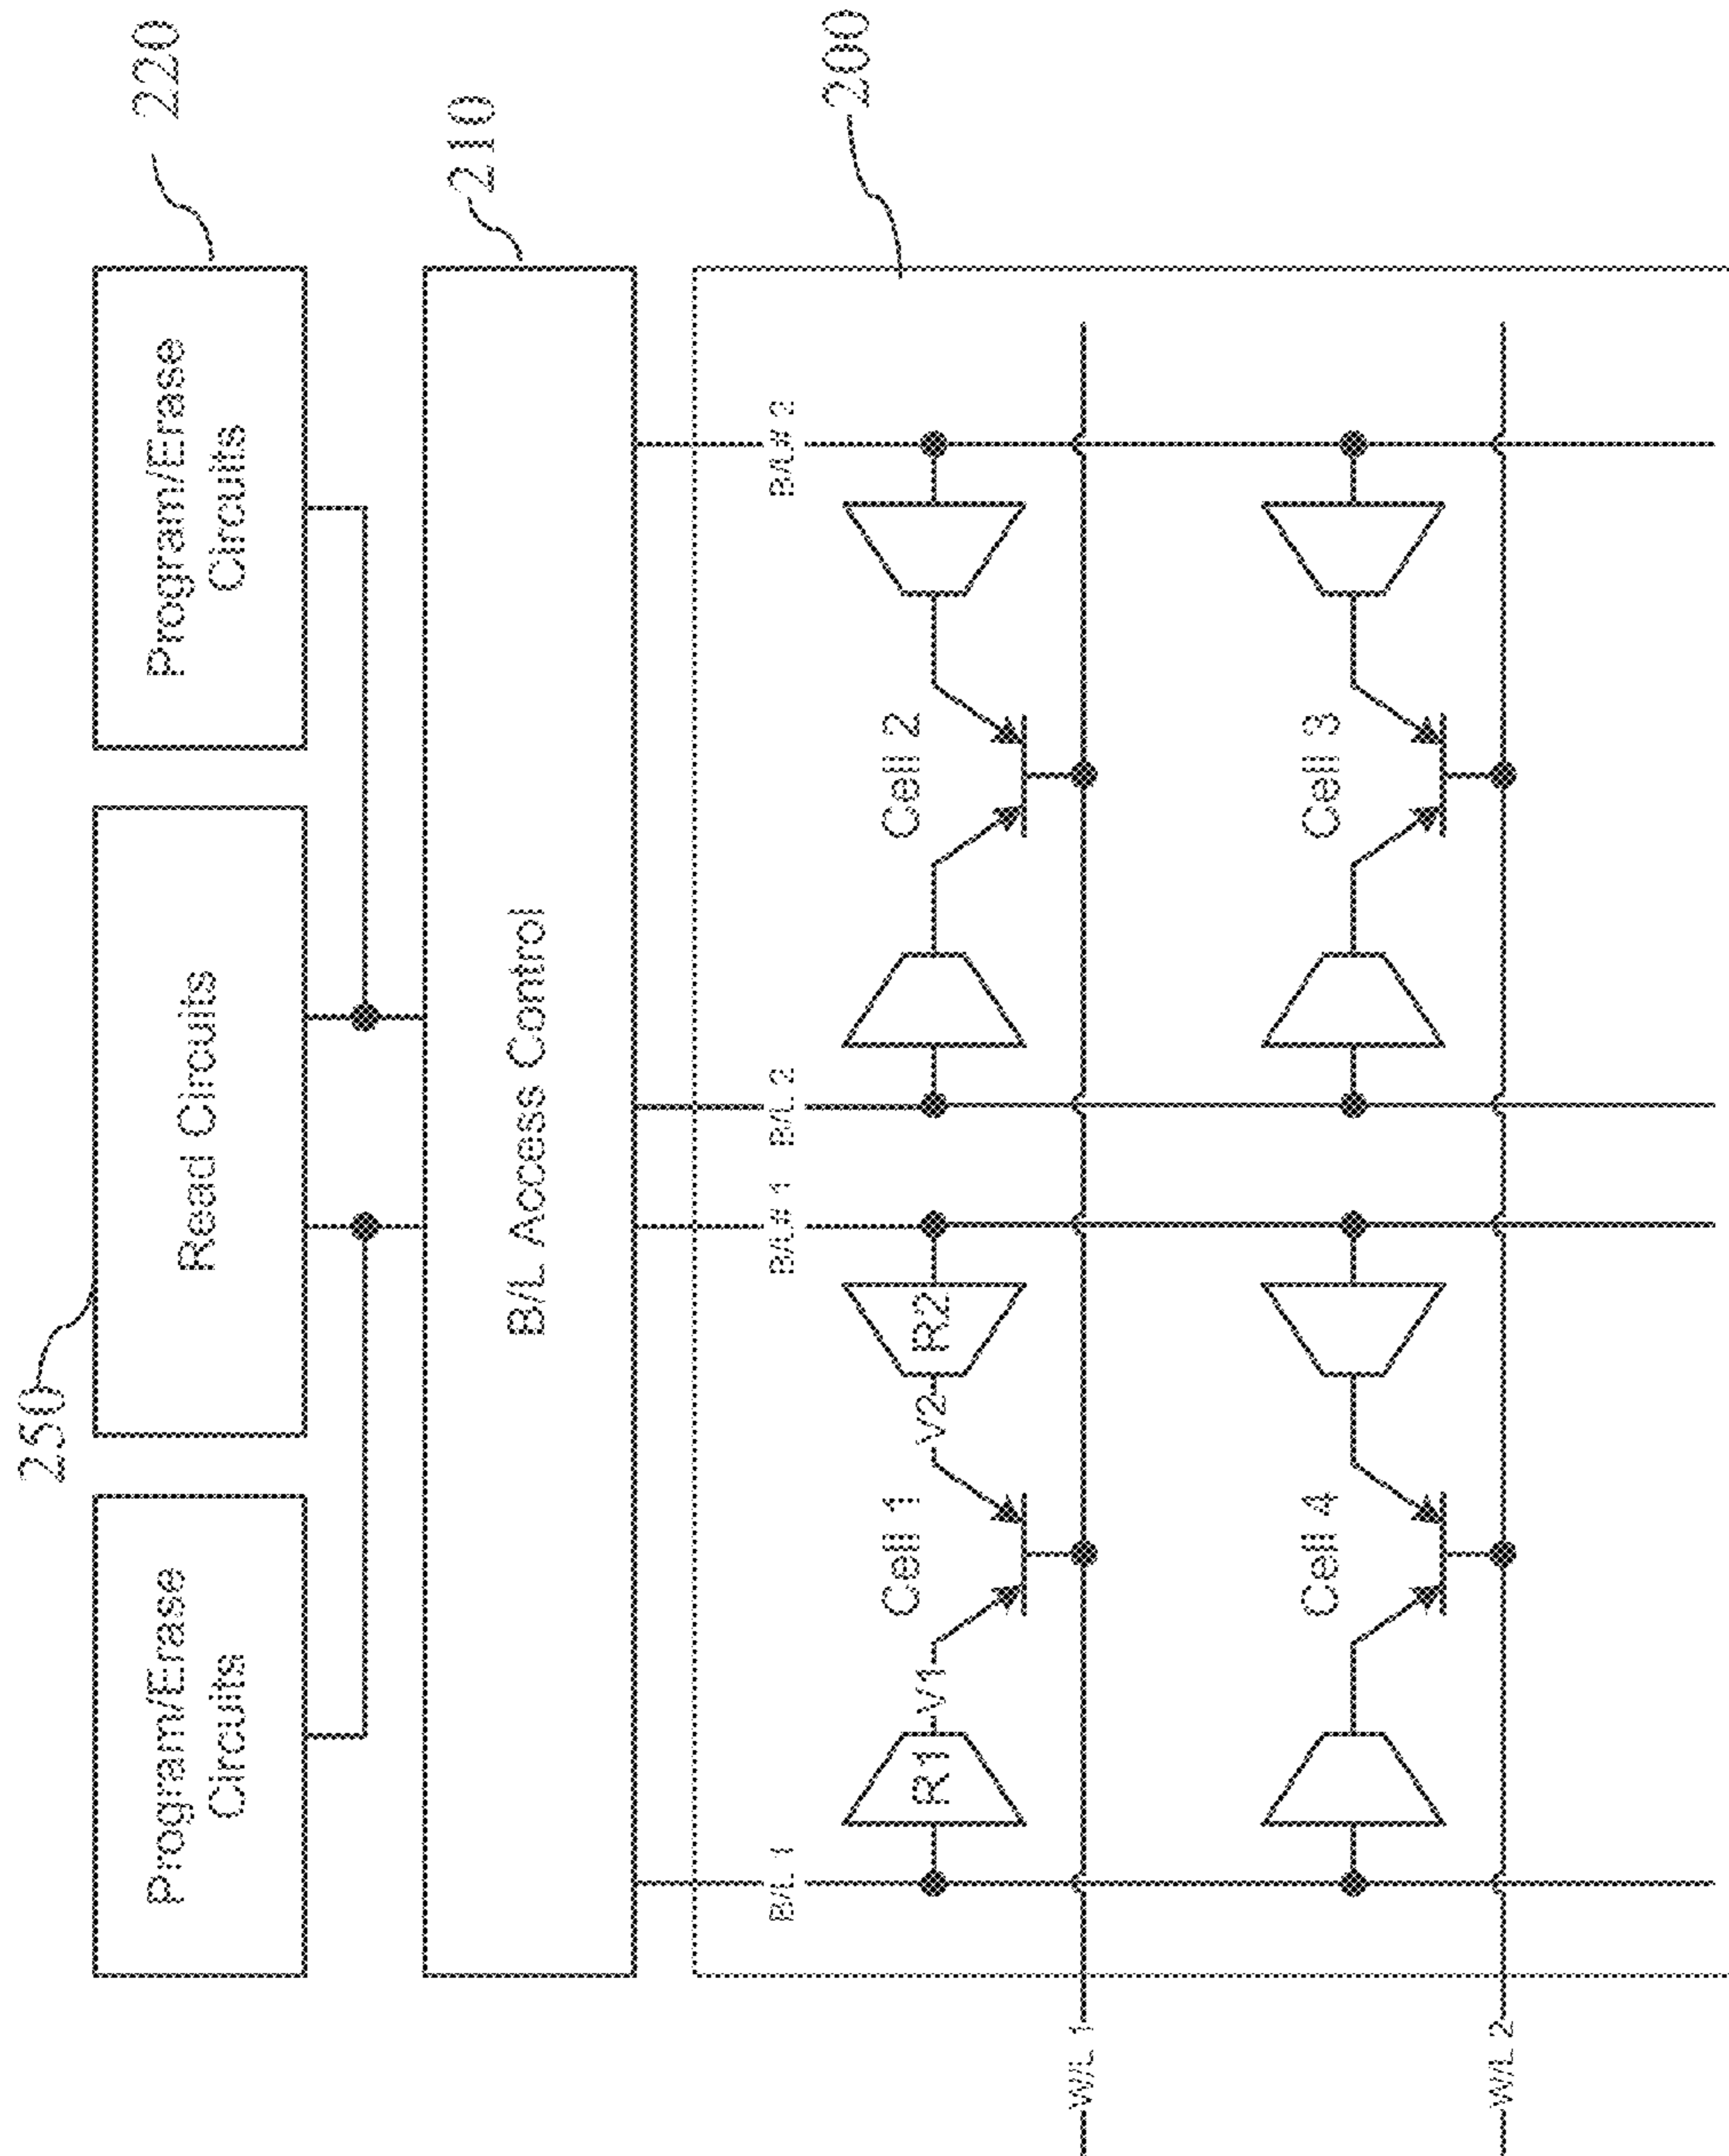 250
220
Program/Erase
Circuits
Read Circuits
Program/Erase
Circuits
210
B/L Access Control
B/L 1
B/L# 1
B/L 2
B/L# 2
200
Cell 1
Cell 2
R1
V1
V2
R2
W/L 1
Cell 4
Cell 3
W/L 2